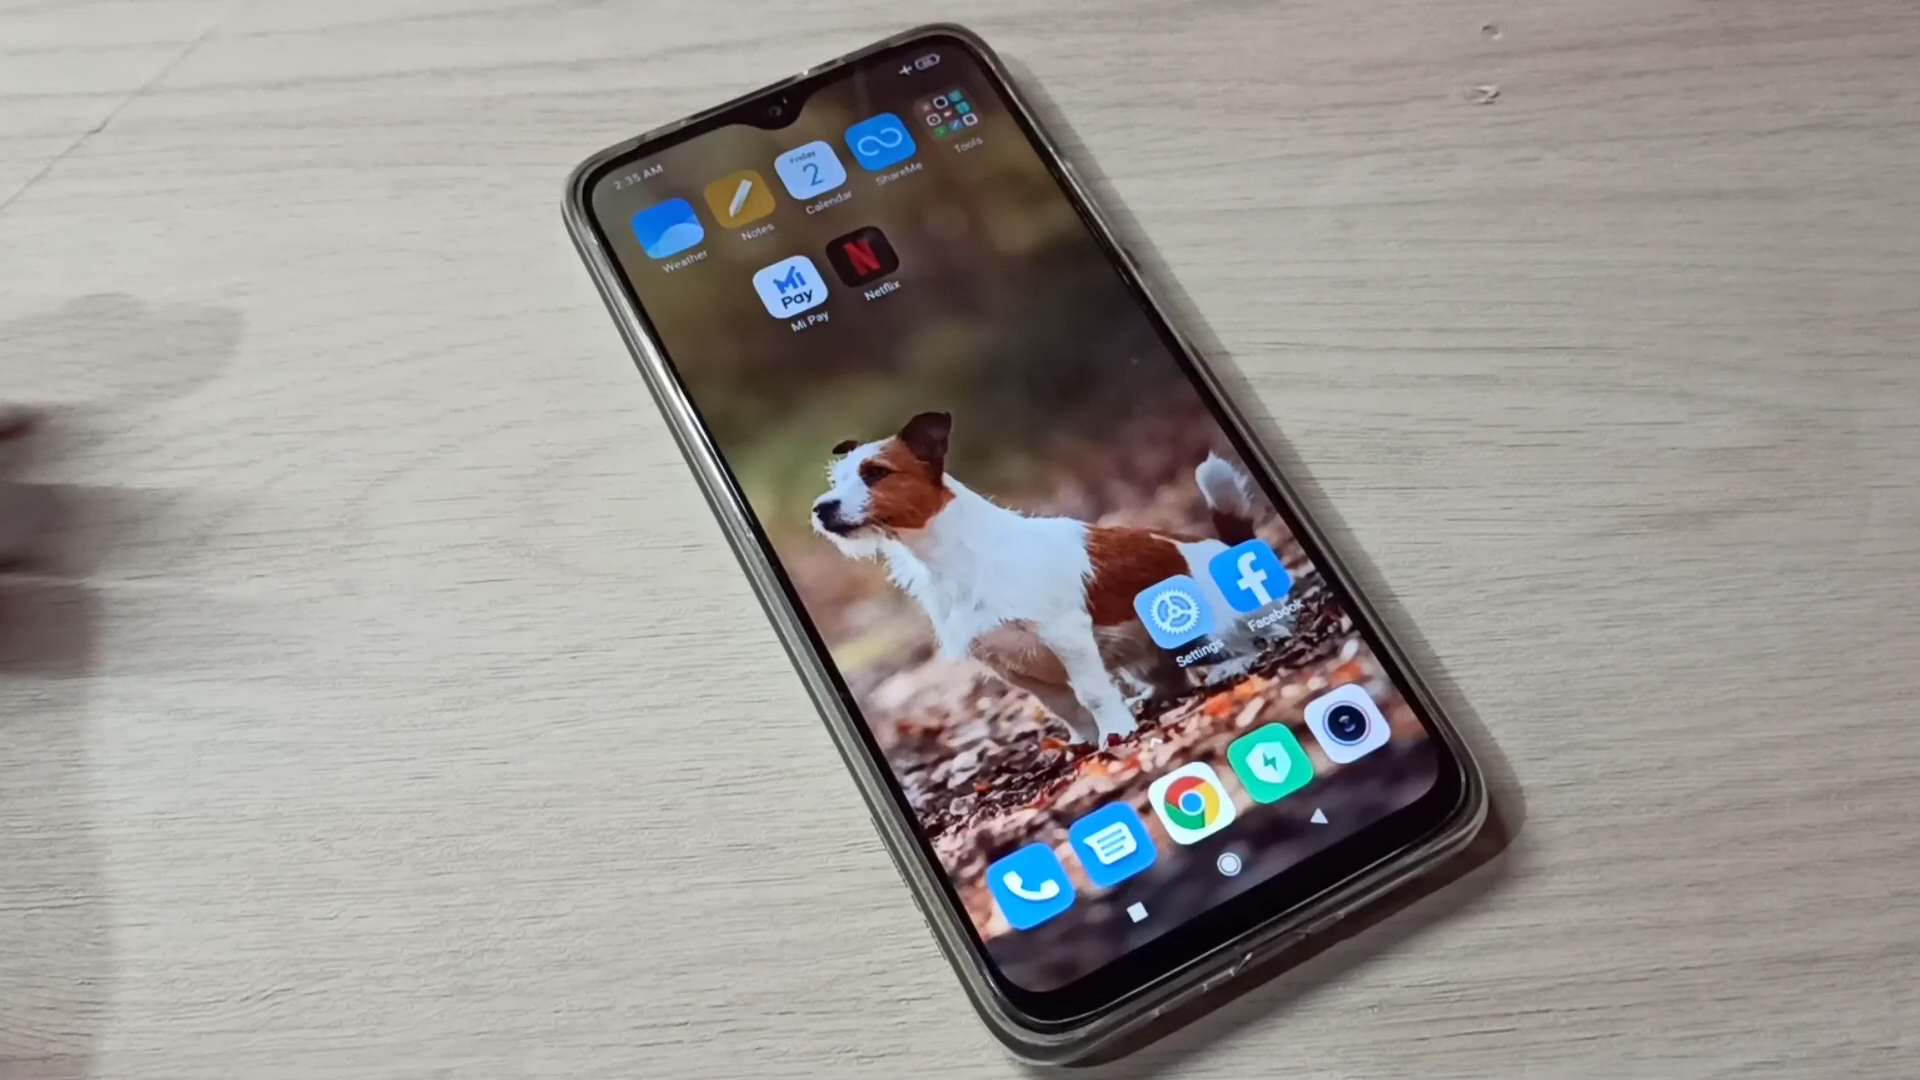 2:35 AM
Weather
Notes
Friday
2
Calendar
ShareMe
Tools
Mi
Pay
Mi Pay
N
Netflix
Settings
f
Facebook